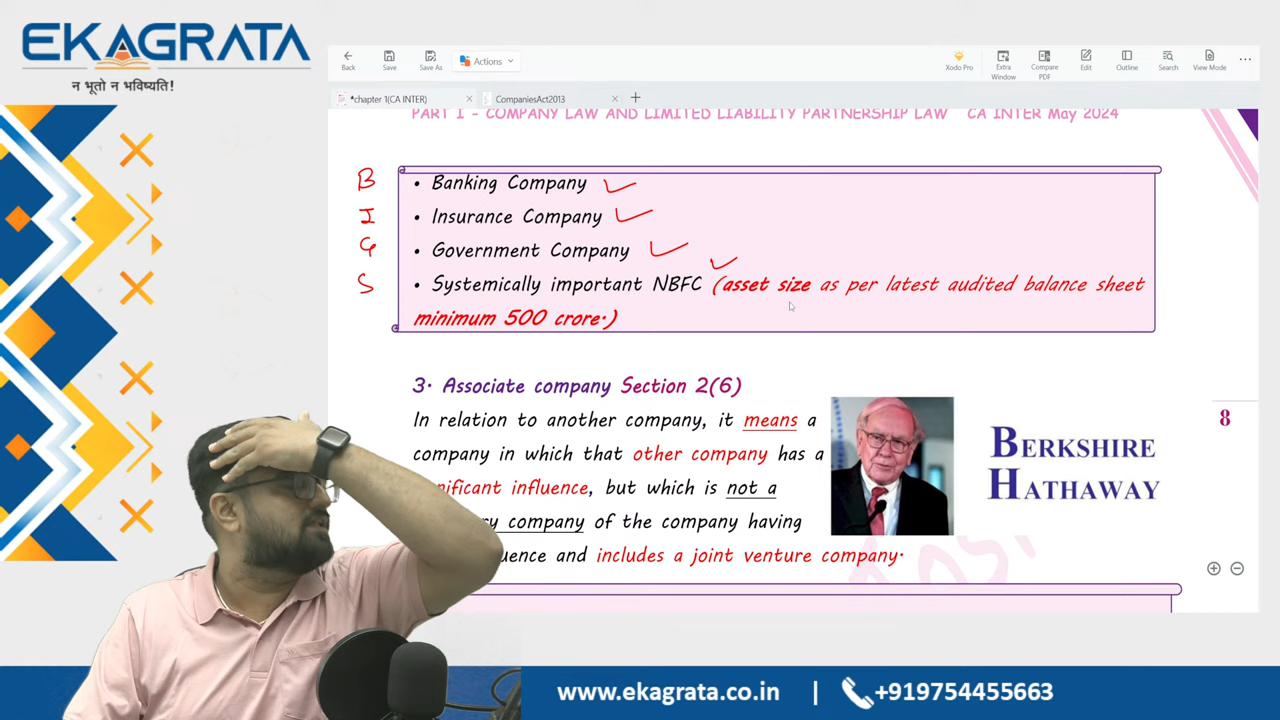 EKAGRATA
न भूतो न भविष्यति!
Back
Save
Save As
Actions
Xodo Pro
Extra Window
Compare PDF
Edit
Outline
Search
View Mode
*chapter 1(CA INTER)
CompaniesAct2013
PART I - COMPANY LAW AND LIMITED LIABILITY PARTNERSHIP LAW CA INTER May 2024
B • Banking Company
I • Insurance Company
G • Government Company
S • Systemically important NBFC (asset size as per latest audited balance sheet
minimum 500 crore.)
3. Associate company Section 2(6)
In relation to another company, it means a
company in which that other company has a
nificant influence, but which is not a
ry company of the company having
uence and includes a joint venture company.
BERKSHIRE
HATHAWAY
8
www.ekagrata.co.in | +919754455663